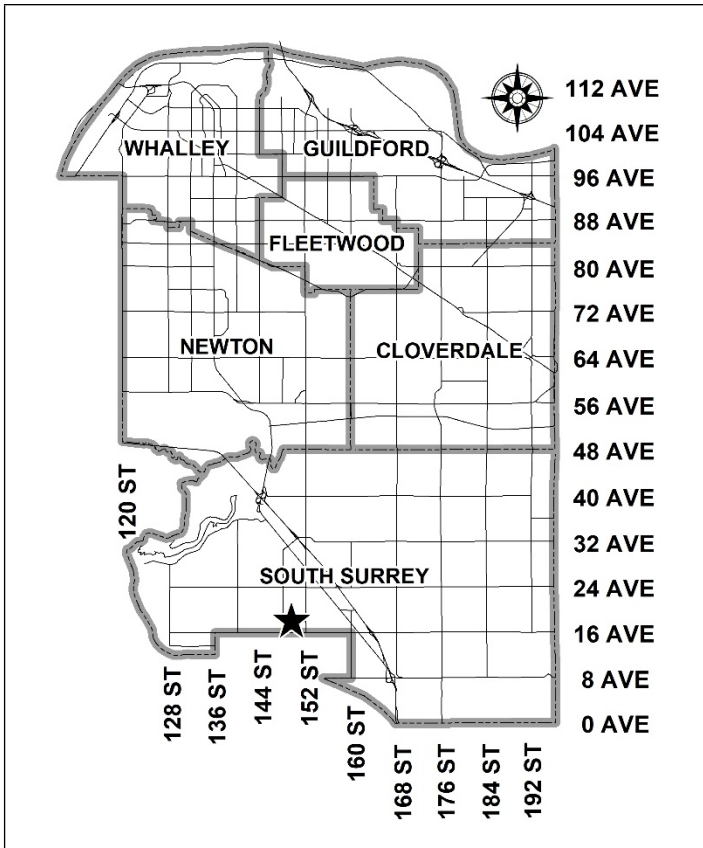 112 AVE
104 AVE
WHALLEY
GUILDFORD
96 AVE
88 AVE
FLEETWOOD
80 AVE
72 AVE
NEWTON
CLOVERDALE
64 AVE
56 AVE
48 AVE
120 ST
40 AVE
32 AVE
SOUTH SURREY
24 AVE
16 AVE
128 ST
136 ST
144 ST
152 ST
8 AVE
160 ST
0 AVE
168 ST
176 ST
184 ST
192 ST